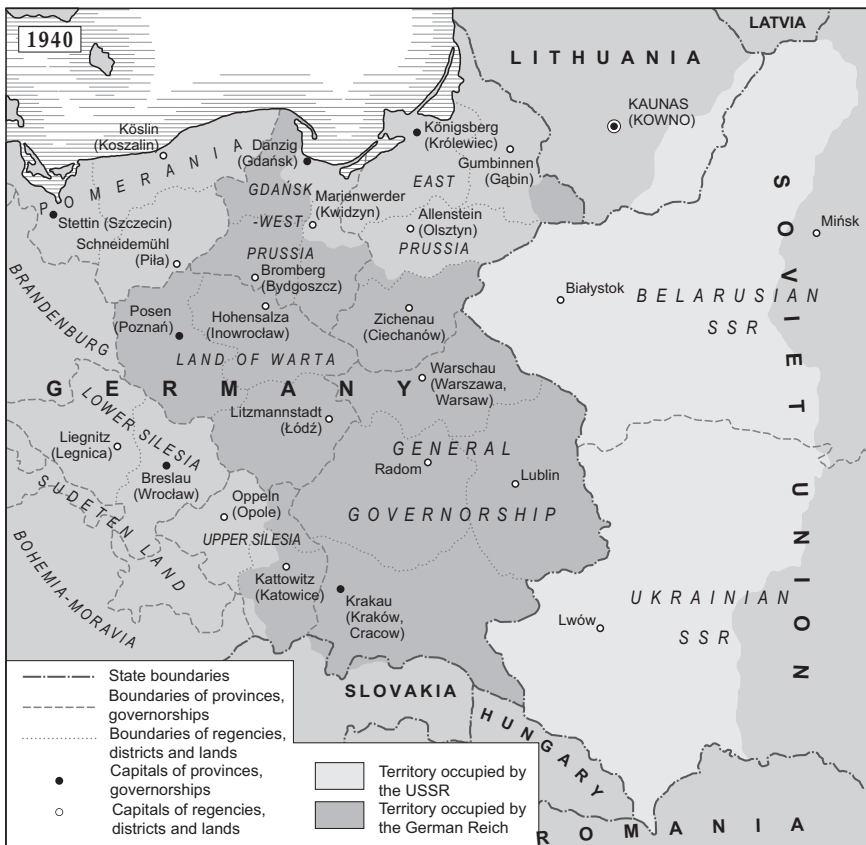 1940
LATVIA
LITHUANIA
KAUNAS
(KOWNO)
Köslin
(Koszalin)
Danzig
(Gdańsk)
Königsberg
(Królewiec)
Gumbinnen
(Gąbin)
POMERANIA
GDAŃSK
-WEST
PRUSSIA
Marienwerder
(Kwidzyn)
EAST
PRUSSIA
Allenstein
(Olsztyn)
Stettin (Szczecin)
Schneidemühl
(Piła)
SOVIET UNION
Mińsk
BRANDENBURG
Bromberg
(Bydgoszcz)
Posen
(Poznań)
Hohensalza
(Inowrocław)
Zichenau
(Ciechanów)
Białystok
BELARUSIAN
SSR
LAND OF WARTA
GERMANY
Warschau
(Warszawa,
Warsaw)
LOWER SILESIA
Litzmannstadt
(Łódź)
Liegnitz
(Legnica)
Breslau
(Wrocław)
GENERAL
GOVERNORSHIP
Radom
Lublin
SUDETEN LAND
Oppeln
(Opole)
UPPER SILESIA
BOHEMIA-MORAVIA
Kattowitz
(Katowice)
Krakau
(Kraków,
Cracow)
Lwów
UKRAINIAN
SSR
SLOVAKIA
HUNGARY
ROMANIA
State boundaries
Boundaries of provinces,
governorships
Boundaries of regencies,
districts and lands
Capitals of provinces,
governorships
Capitals of regencies,
districts and lands
Territory occupied by
the USSR
Territory occupied by
the German Reich